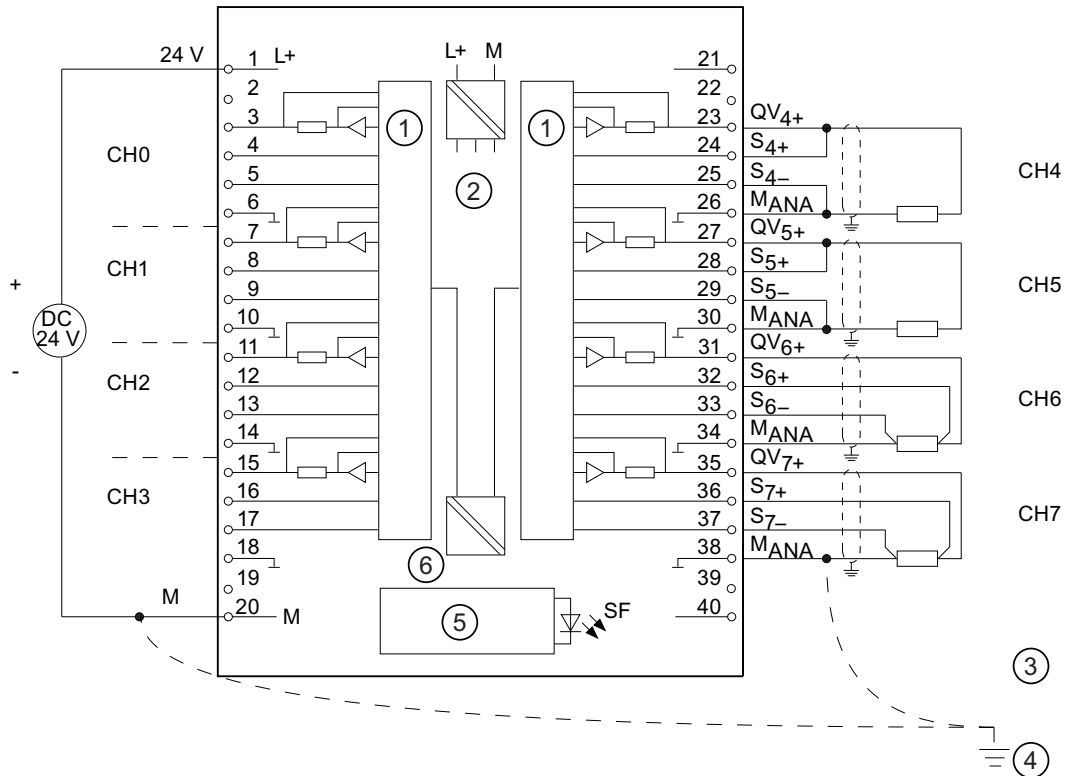 24 V 1 L+ L+ M 21
2 22
3 1 1 23 QV4+
CH0 4 24 S4+
5 2 25 S4– CH4
6 26 MANA
7 27 QV5+
CH1 8 28 S5+
9 29 S5– CH5
+ 10 30 MANA
DC
24 V
- 11 31 QV6+
CH2 12 32 S6+
13 33 S6– CH6
14 34 MANA
15 35 QV7+
CH3 16 36 S7+
17 37 S7– CH7
18 6 38 MANA
19 39
M 20 M 5 SF 40
3
4